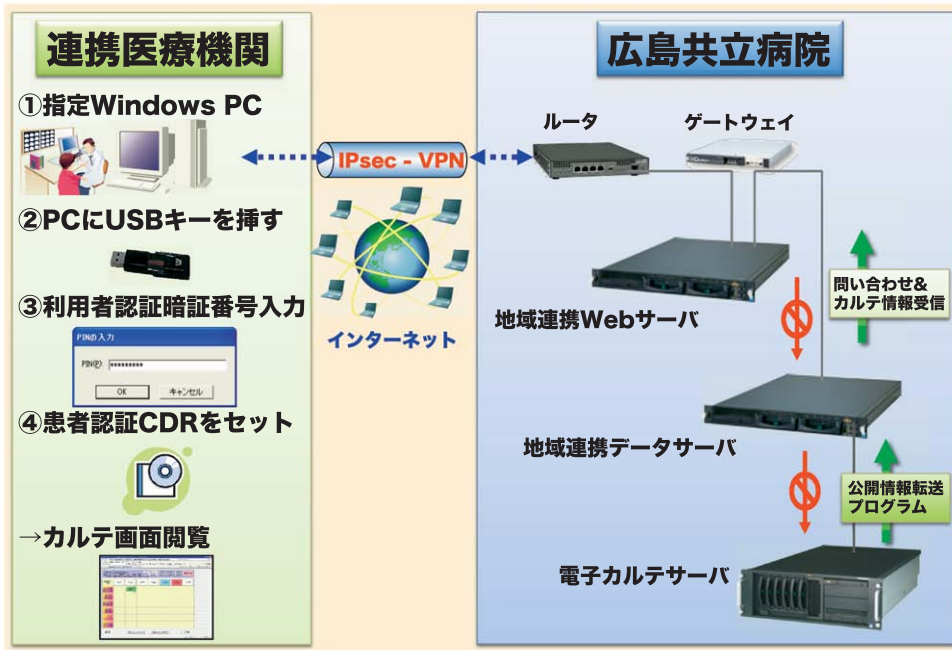 連携医療機関
①指定Windows PC
②PCにUSBキーを挿す
③利用者認証暗証番号入力
PINの入力
PIN(P):
*********
OK
キャンセル
④患者認証CDRをセット
→カルテ画面閲覧
IPsec - VPN
インターネット
広島共立病院
ルータ
ゲートウェイ
地域連携Webサーバ
問い合わせ&
カルテ情報受信
地域連携データサーバ
公開情報転送
プログラム
電子カルテサーバ